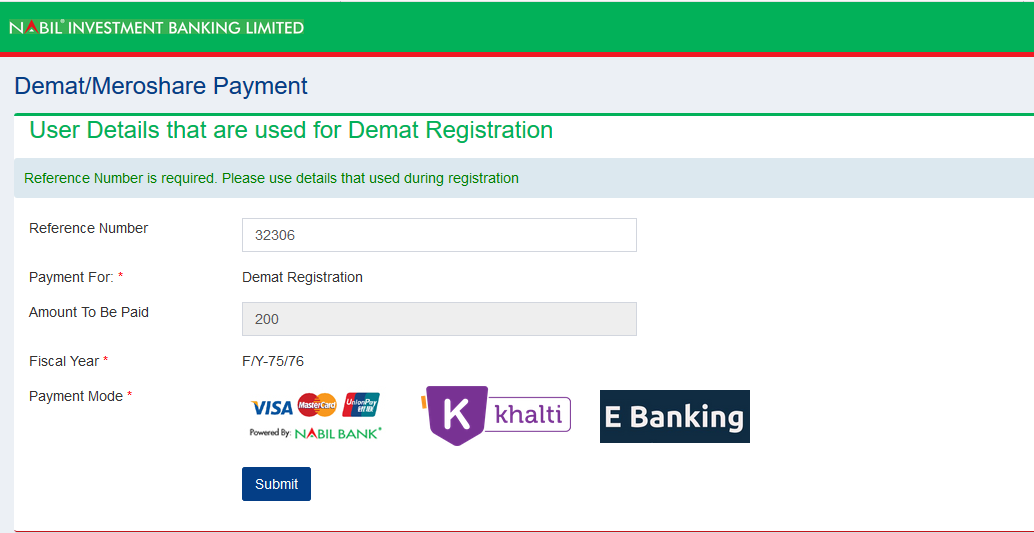 NABIL INVESTMENT BANKING LIMITED
Demat/Meroshare Payment
User Details that are used for Demat Registration
Reference Number is required. Please use details that used during registration
Reference Number 32306
Payment For: * Demat Registration
Amount To Be Paid 200
Fiscal Year * F/Y-75/76
Payment Mode *
VISA MasterCard UnionPay 银联
Powered By: NABIL BANK
K khalti
E Banking
Submit